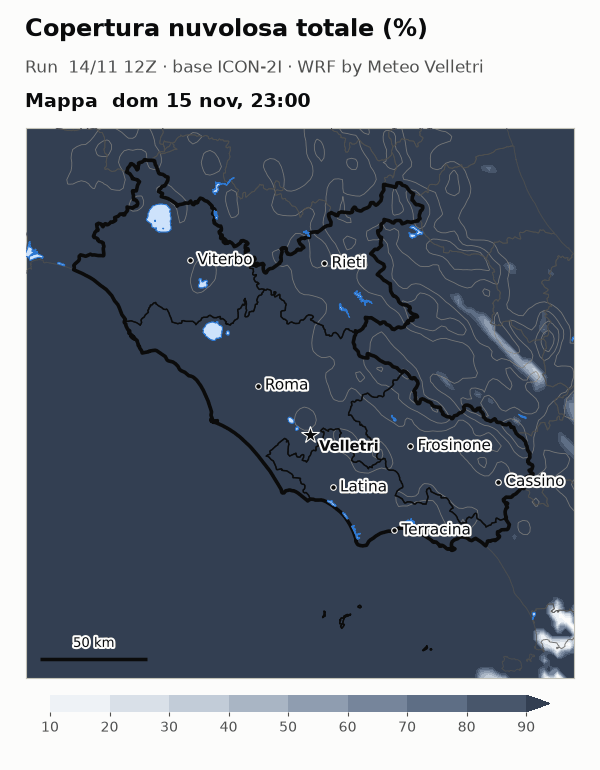 Copertura nuvolosa totale (%)
Run  14/11 12Z · base ICON-2I · WRF by Meteo Velletri
Mappa  dom 15 nov, 23:00
Viterbo
Rieti
Roma
Velletri
Frosinone
Cassino
Latina
Terracina
50 km
10 20 30 40 50 60 70 80 90